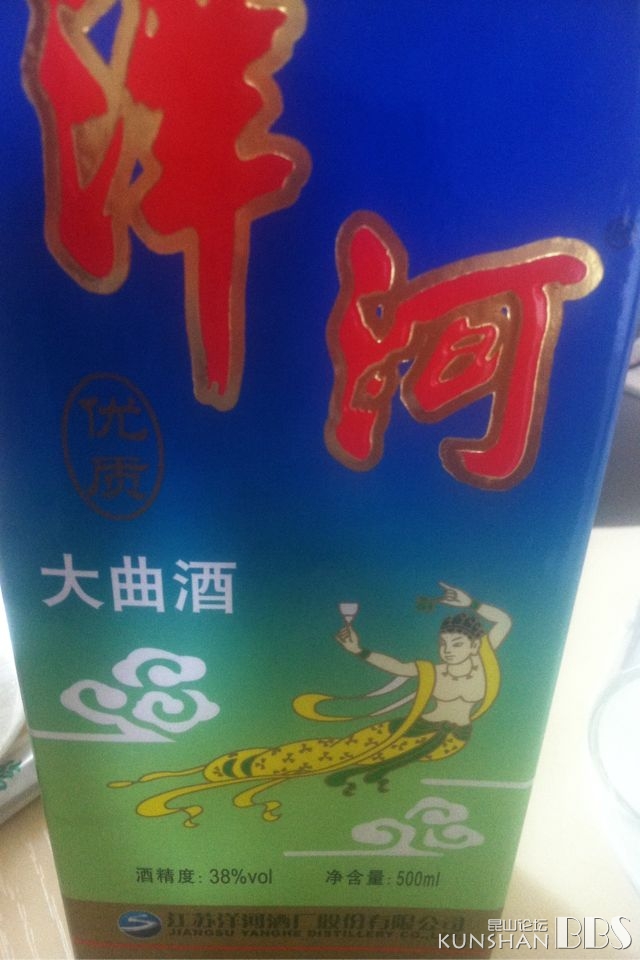 洋河
优质
大曲酒
酒精度: 38%vol
净含量: 500ml
江苏洋河酒厂股份有限公司
JIANGSU YANGHE DISTILLERY CO.,
昆山论坛
KUNSHAN BBS